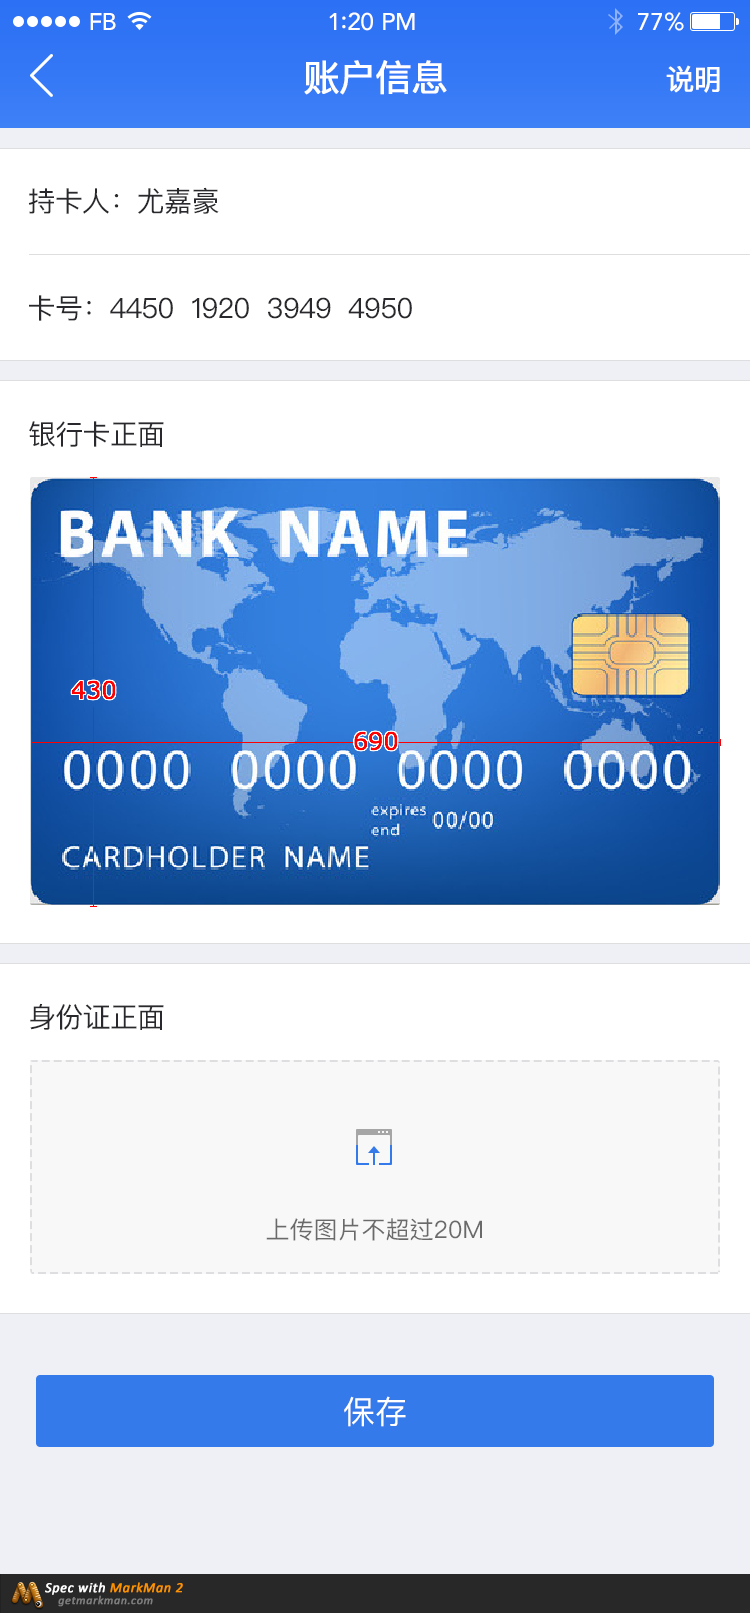 FB 1:20 PM 77%
账户信息 说明
持卡人：尤嘉豪
卡号：4450 1920 3949 4950
银行卡正面
BANK NAME
430
690
0000 0000 0000 0000
expires
end 00/00
CARDHOLDER NAME
身份证正面
上传图片不超过20M
保存
Spec with MarkMan 2
getmarkman.com